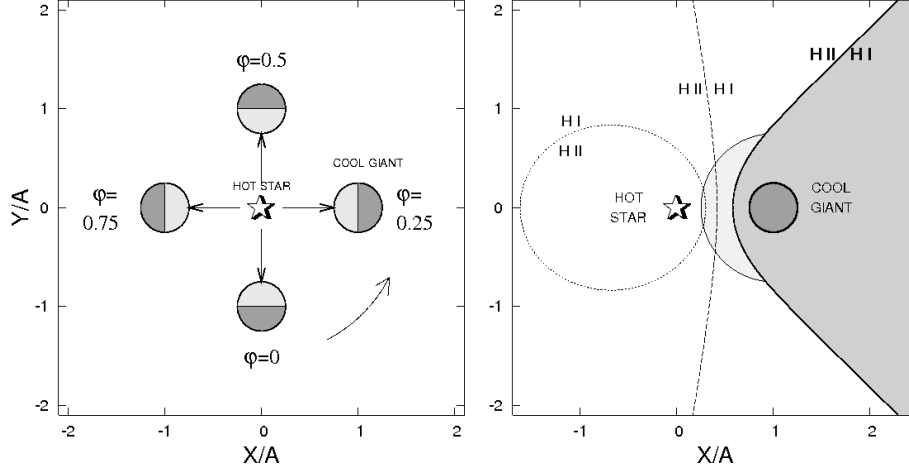 2
1
0
-1
-2
Y/A
φ=0.5
COOL GIANT
HOT STAR
φ=
0.75
φ=
0.25
φ=0
-2
-1
0
1
2
X/A
2
1
0
-1
-2
H II
H I
H II
H I
H I
H II
HOT
STAR
COOL
GIANT
-1
0
1
2
X/A